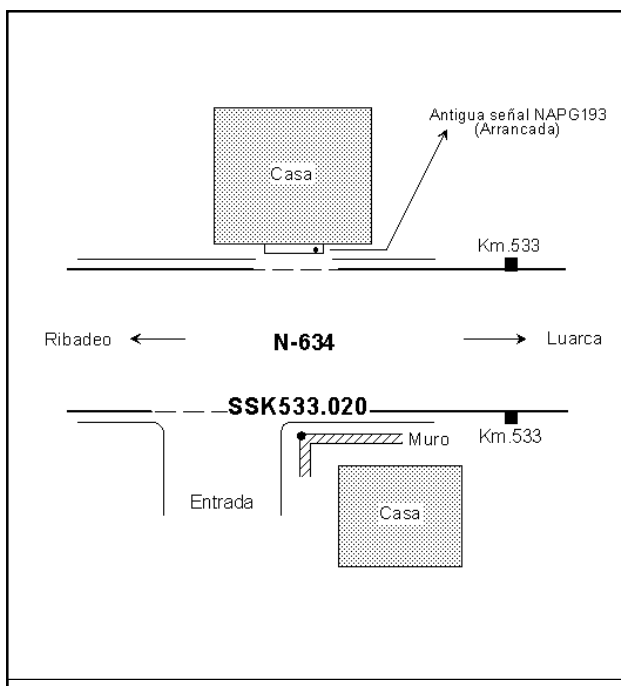 Antigua señal NAPG193
(Arrancada)
Casa
Km.533
Ribadeo
N-634
Luarca
SSK533.020
Muro
Km.533
Entrada
Casa